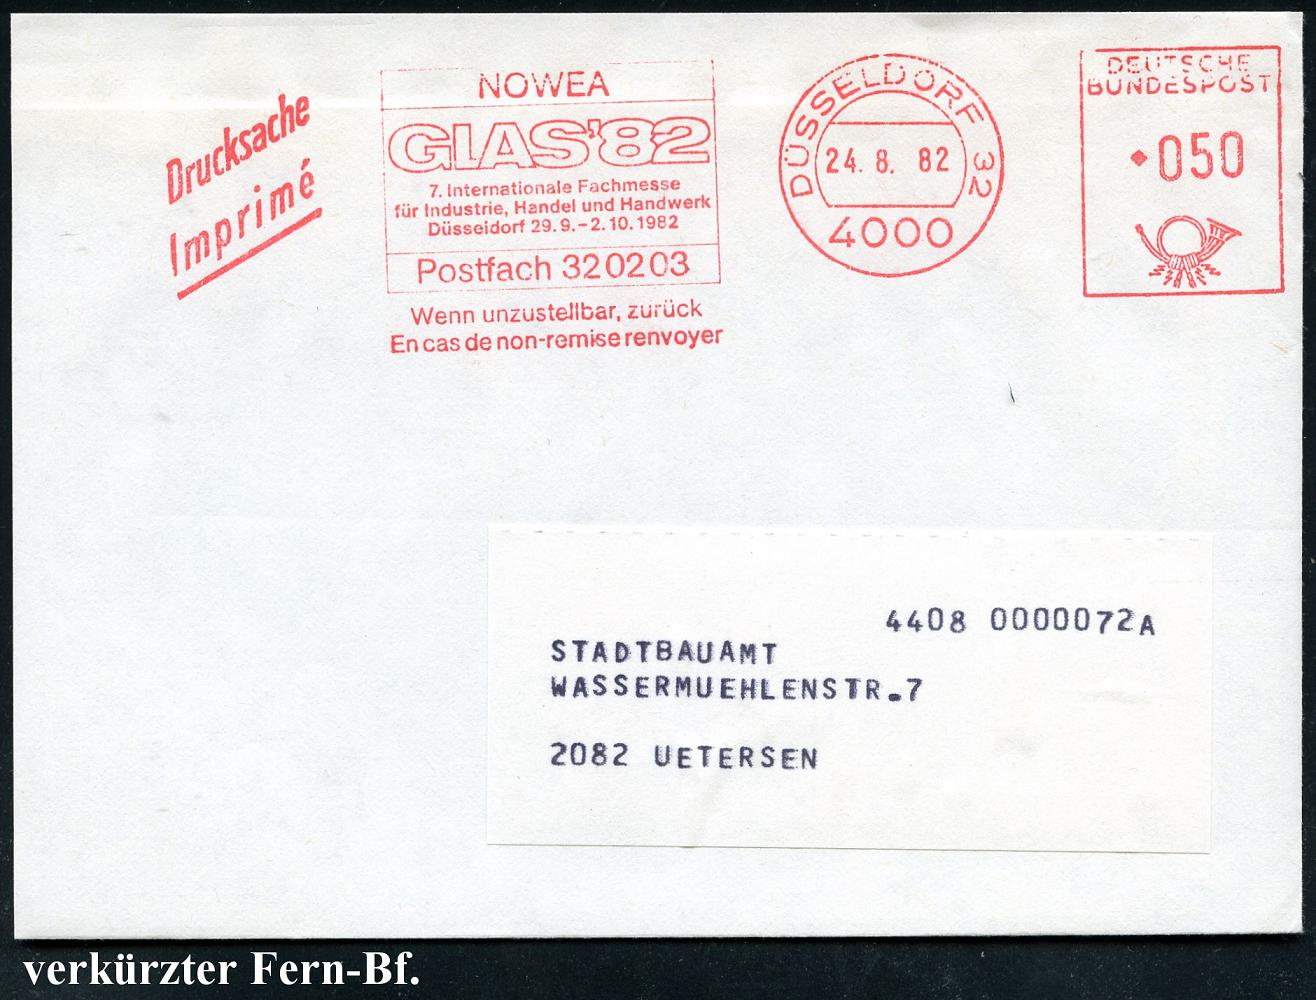 Drucksache
Imprimé
NOWEA
GLAS '82
7. Internationale Fachmesse
für Industrie, Handel und Handwerk
Düsseldorf 29.9.-2.10.1982
Postfach 320203
Wenn unzustellbar, zurück
En cas de non-remise renvoyer
DÜSSELDORF 32
24. 8. 82
4000
DEUTSCHE
BUNDESPOST
050
4408 0000072A
STADTBAUAMT
WASSERMUEHLENSTR.7
2082 UETERSEN
verkürzter Fern-Bf.